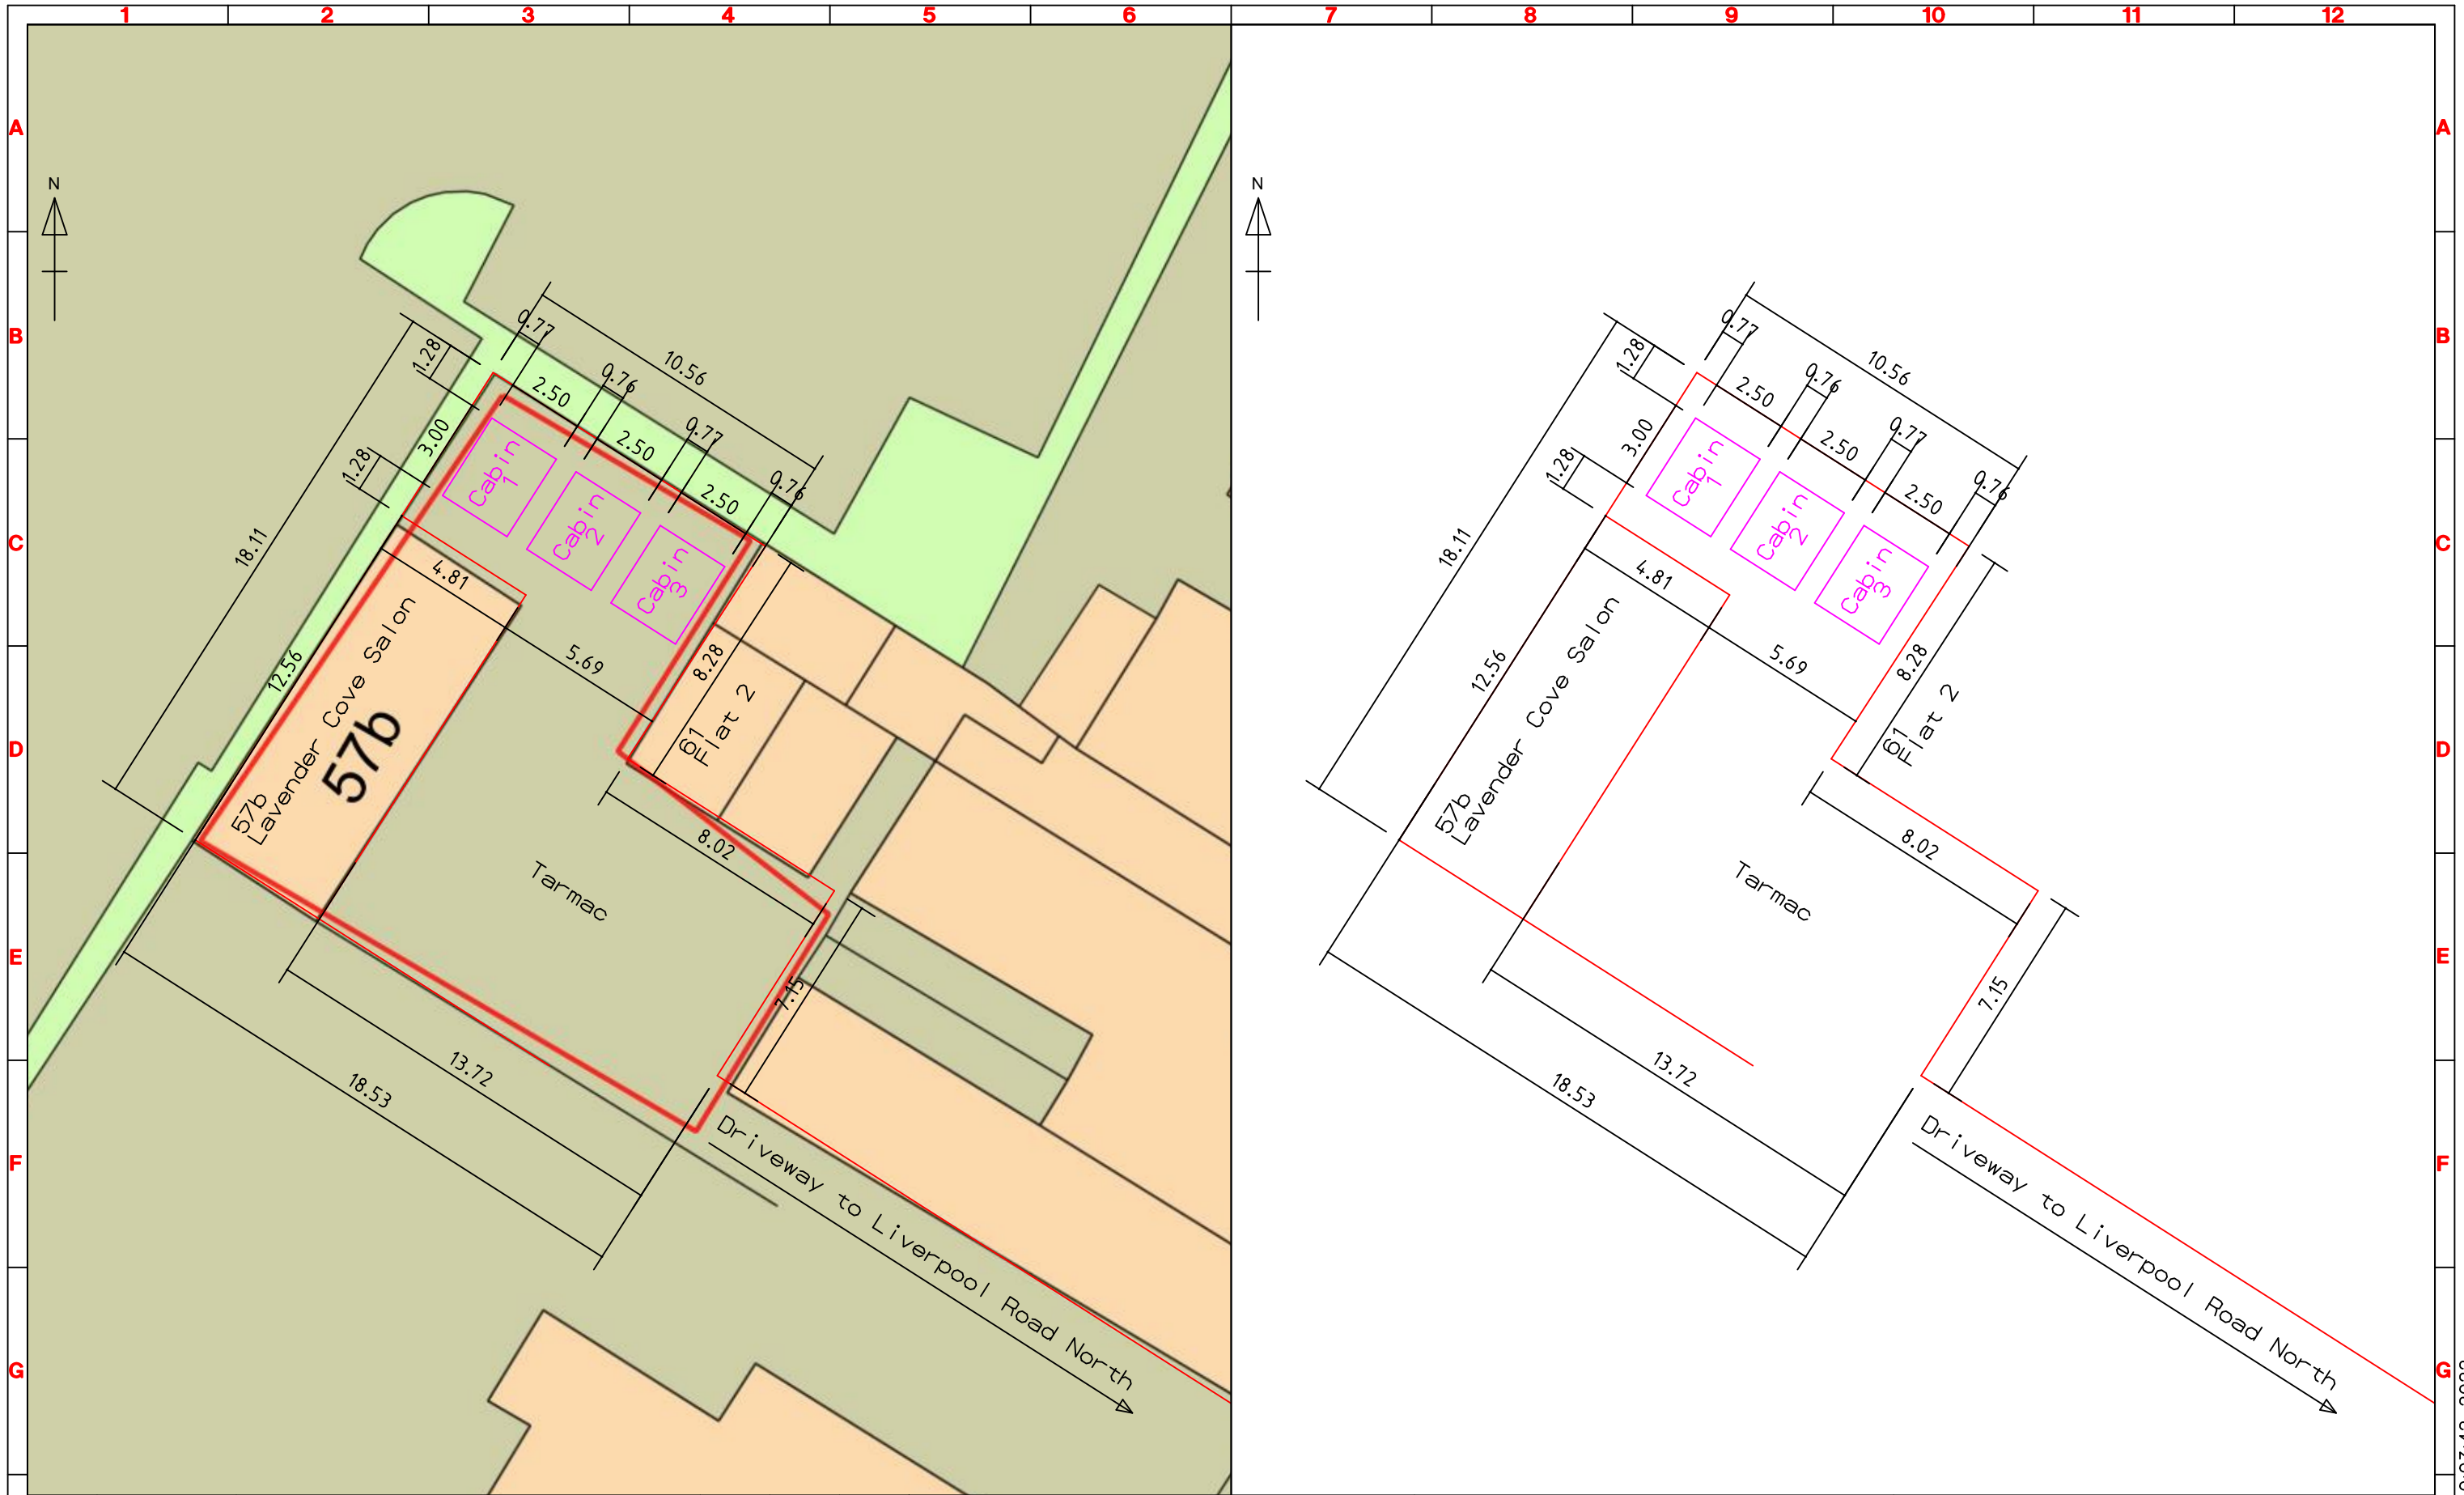 1 2 3 4 5 6 7 8 9 10 11 12
A
B
C
D
E
F
G
N
0.77
1.28
10.56
0.76
2.50
0.77
3.00
2.50
1.28
0.76
2.50
18.11
Cabin
1
Cabin
2
Cabin
3
4.81
5.69
8.28
12.56
61
Flat 2
57b
Lavender Cove Salon
57b
8.02
Tarmac
7.15
13.72
18.53
Driveway to Liverpool Road North
N
0.77
1.28
10.56
0.76
2.50
0.77
3.00
2.50
1.28
0.76
2.50
18.11
Cabin
1
Cabin
2
Cabin
3
4.81
5.69
8.28
12.56
61
Flat 2
57b
Lavender Cove Salon
8.02
Tarmac
7.15
13.72
18.53
Driveway to Liverpool Road North
A
B
C
D
E
F
G